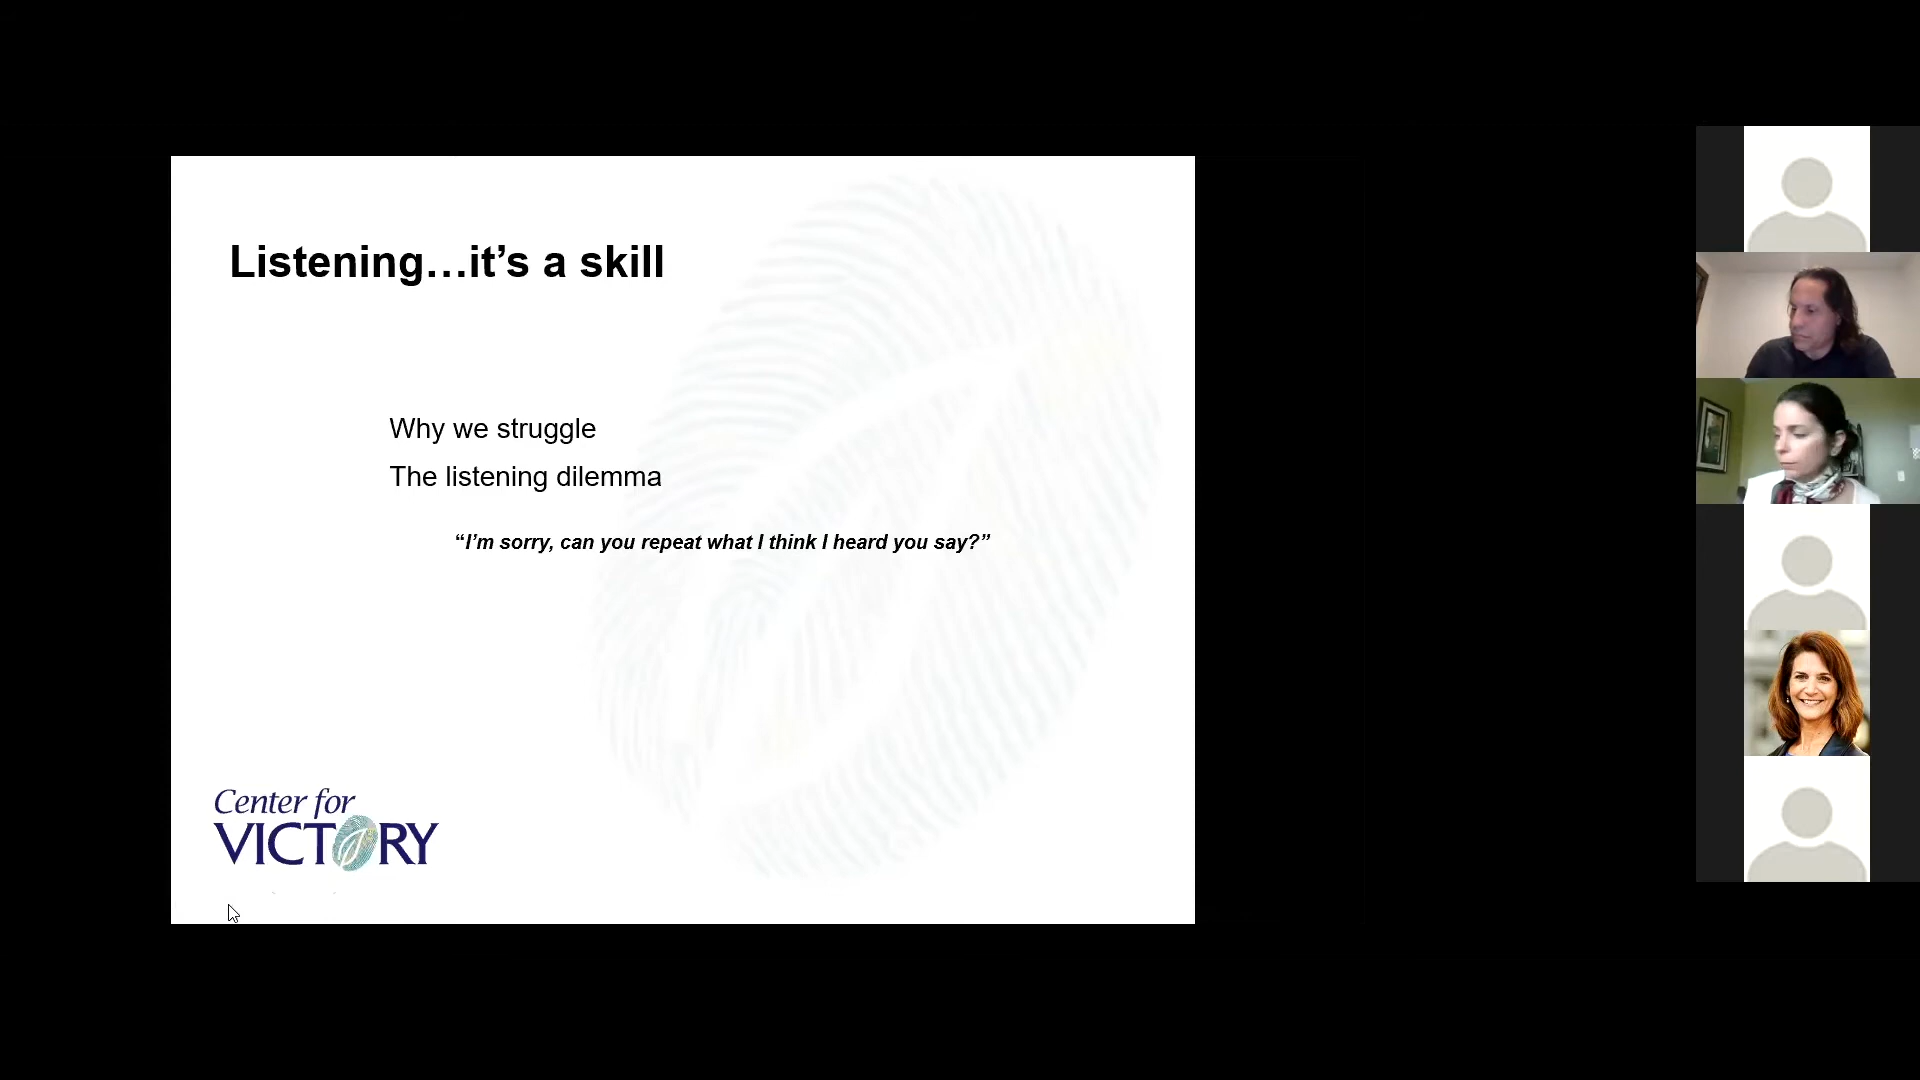 Listening…it’s a skill
Why we struggle
The listening dilemma
“I’m sorry, can you repeat what I think I heard you say?”
Center for
VICTORY